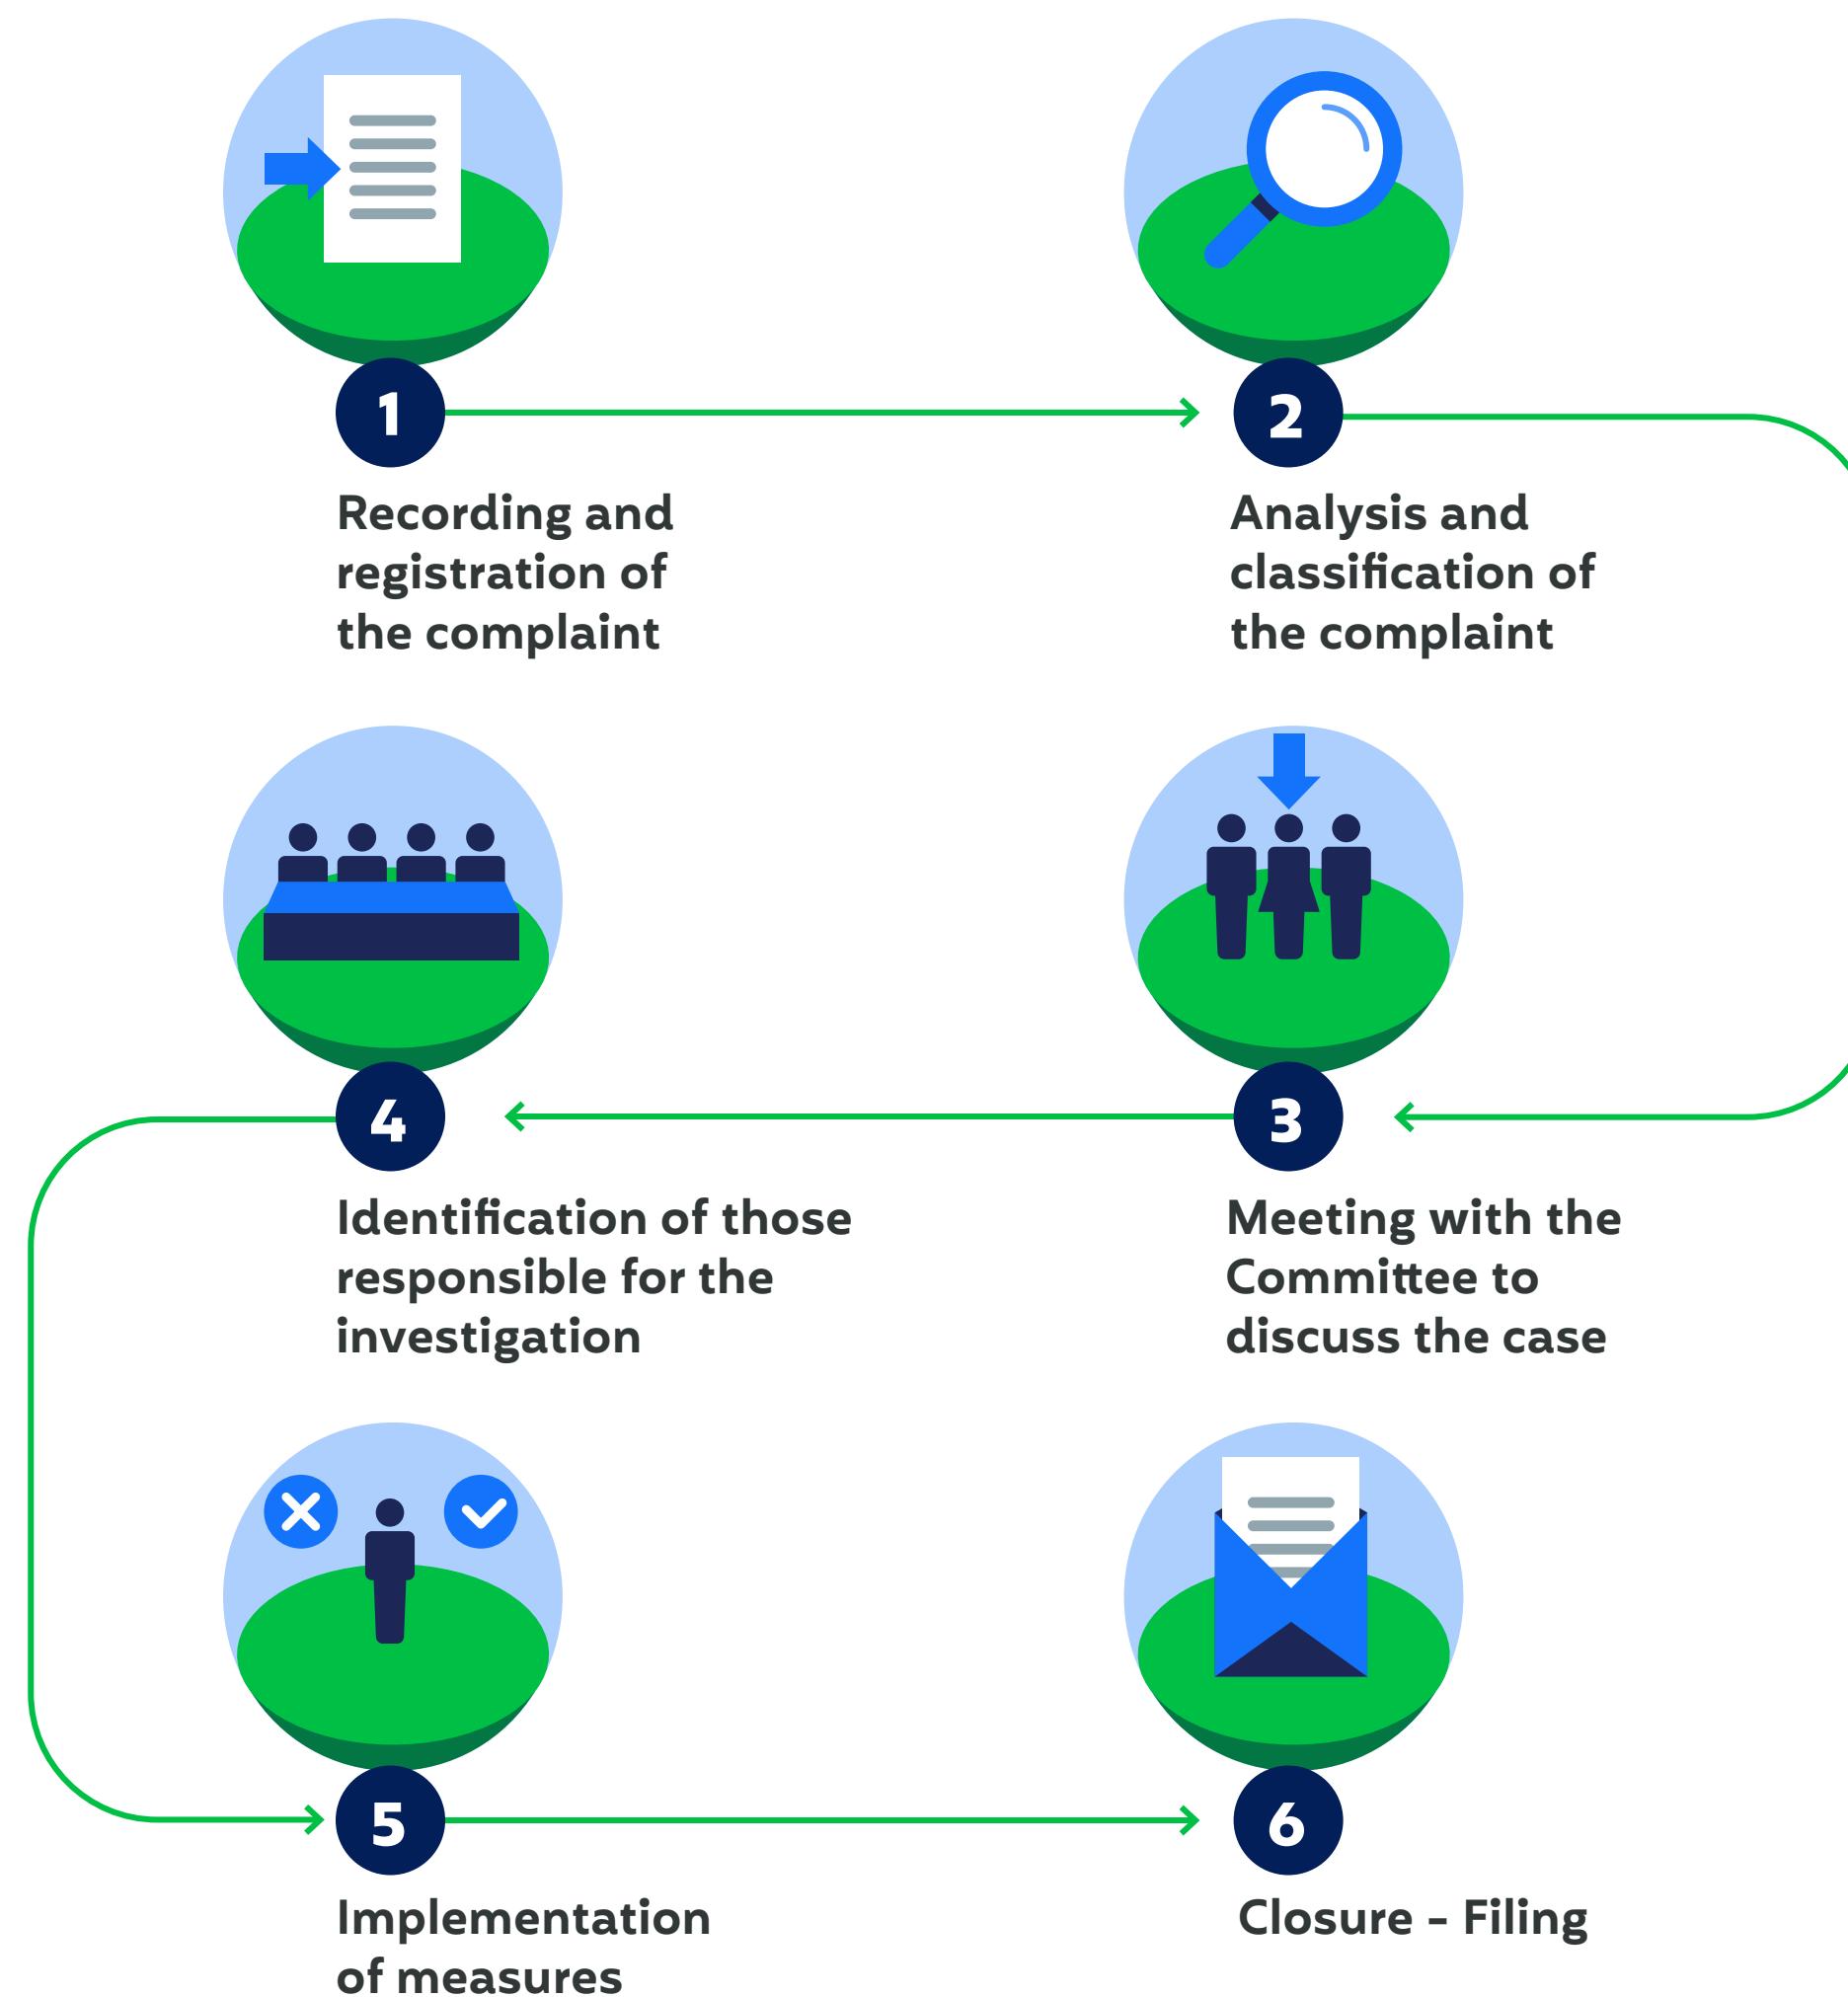 1
Recording and
registration of
the complaint
2
Analysis and
classification of
the complaint
3
Meeting with the
Committee to
discuss the case
4
Identification of those
responsible for the
investigation
5
Implementation
of measures
6
Closure - Filing